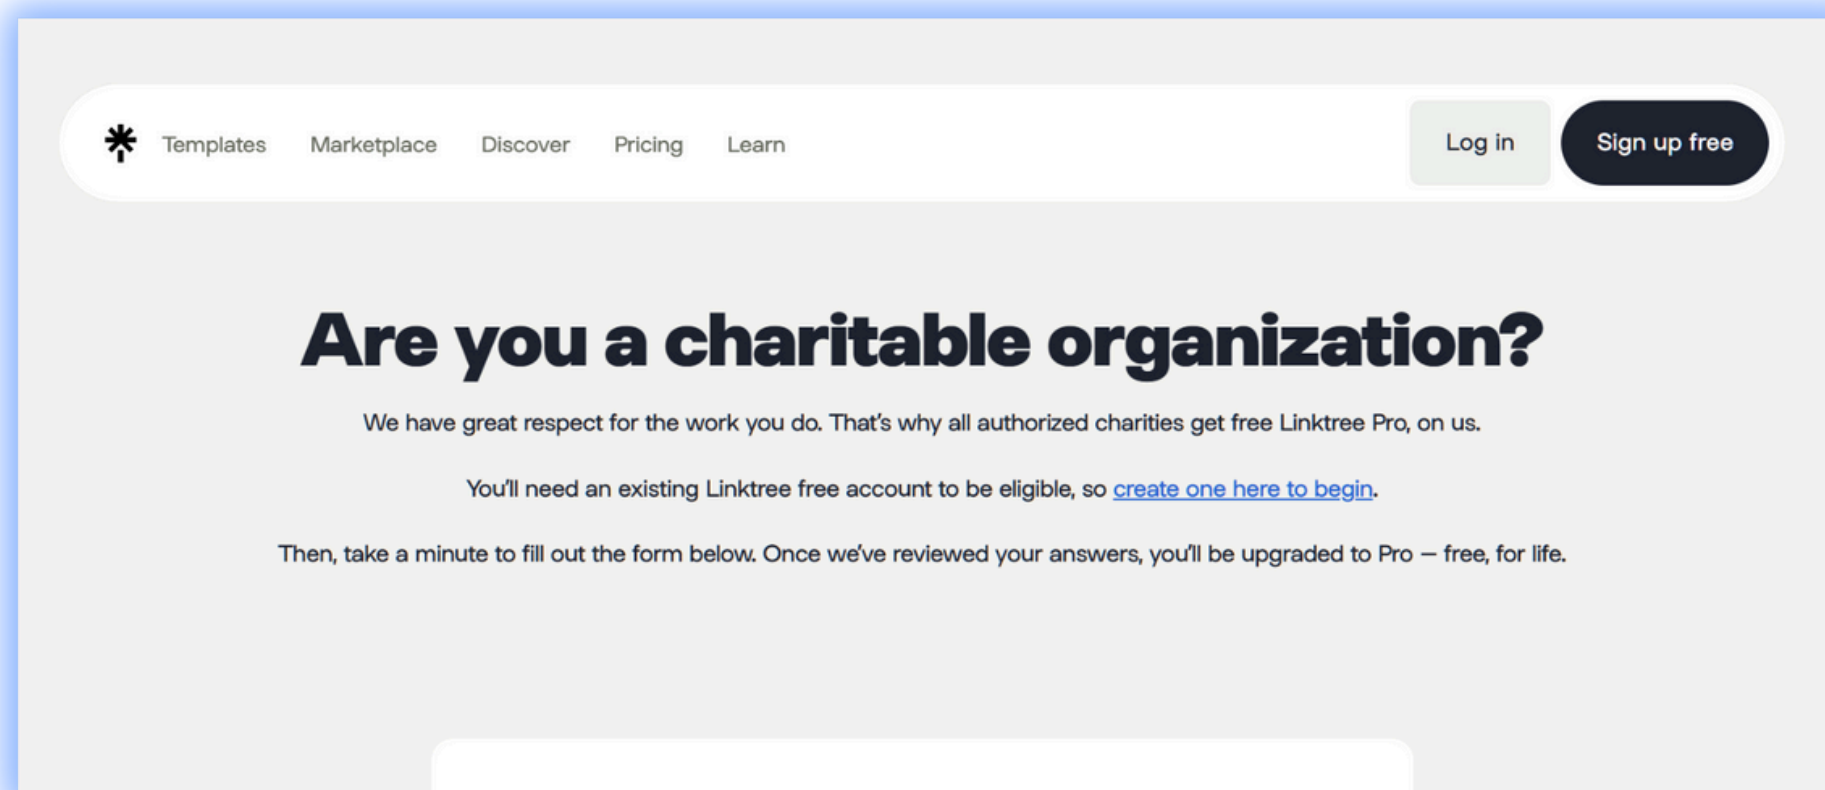 Templates Marketplace Discover Pricing Learn Log in Sign up free
Are you a charitable organization?
We have great respect for the work you do. That's why all authorized charities get free Linktree Pro, on us.
You'll need an existing Linktree free account to be eligible, so create one here to begin.
Then, take a minute to fill out the form below. Once we've reviewed your answers, you'll be upgraded to Pro – free, for life.